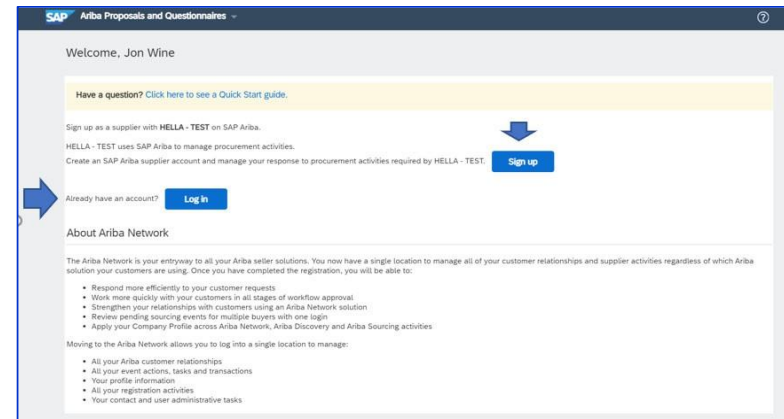 SAP Ariba Proposals and Questionnaires
Welcome, Jon Wine
Have a question? Click here to see a Quick Start guide.
Sign up as a supplier with HELLA - TEST on SAP Ariba.
HELLA - TEST uses SAP Ariba to manage procurement activities.
Create an SAP Ariba supplier account and manage your response to procurement activities required by HELLA - TEST. Sign up
Already have an account? Log in
About Ariba Network
The Ariba Network is your entryway to all your Ariba seller solutions. You now have a single location to manage all of your customer relationships and supplier activities regardless of which Ariba
solution your customers are using. Once you have completed the registration, you will be able to:
• Respond more efficiently to your customer requests
• Work more quickly with your customers in all stages of workflow approval
• Strengthen your relationships with customers using an Ariba Network solution
• Review pending sourcing events for multiple buyers with one login
• Apply your Company Profile across Ariba Network, Ariba Discovery and Ariba Sourcing activities
Moving to the Ariba Network allows you to log into a single location to manage:
• All your Ariba customer relationships
• All your event actions, tasks and transactions
• Your profile information
• All your registration activities
• Your contact and user administrative tasks